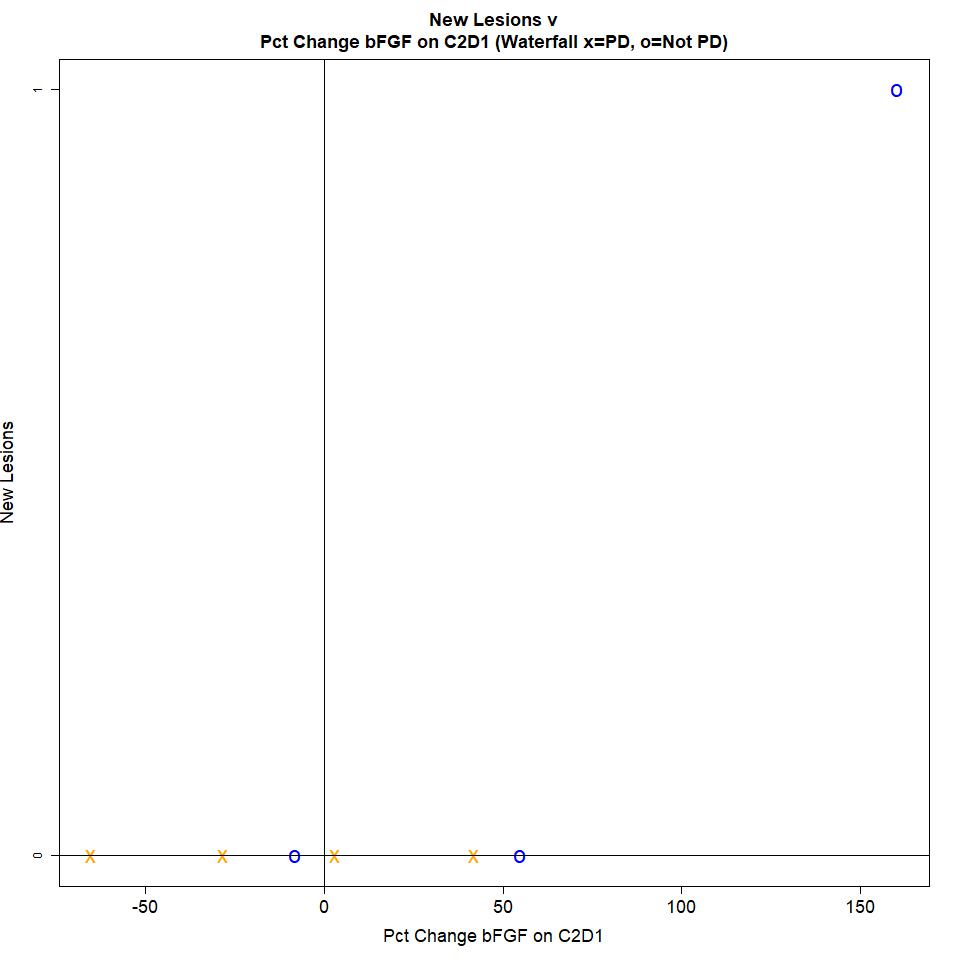 New Lesions v
Pct Change bFGF on C2D1 (Waterfall x=PD, o=Not PD)
1
o
New Lesions
0
x x o x x o
-50 0 50 100 150
Pct Change bFGF on C2D1